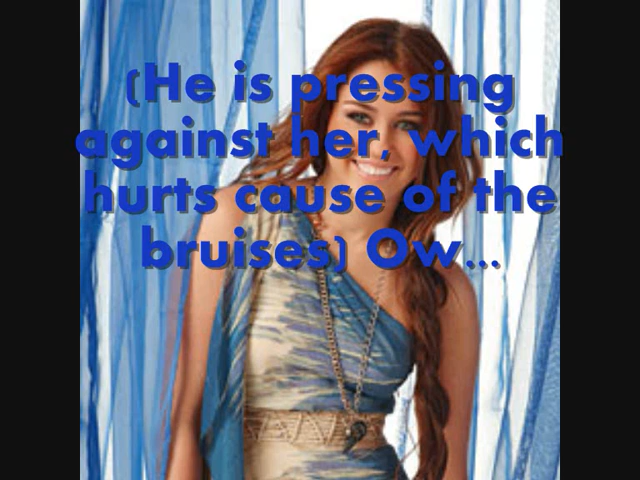 (He is pressing
against her, which
hurts cause of the
bruises) Ow...